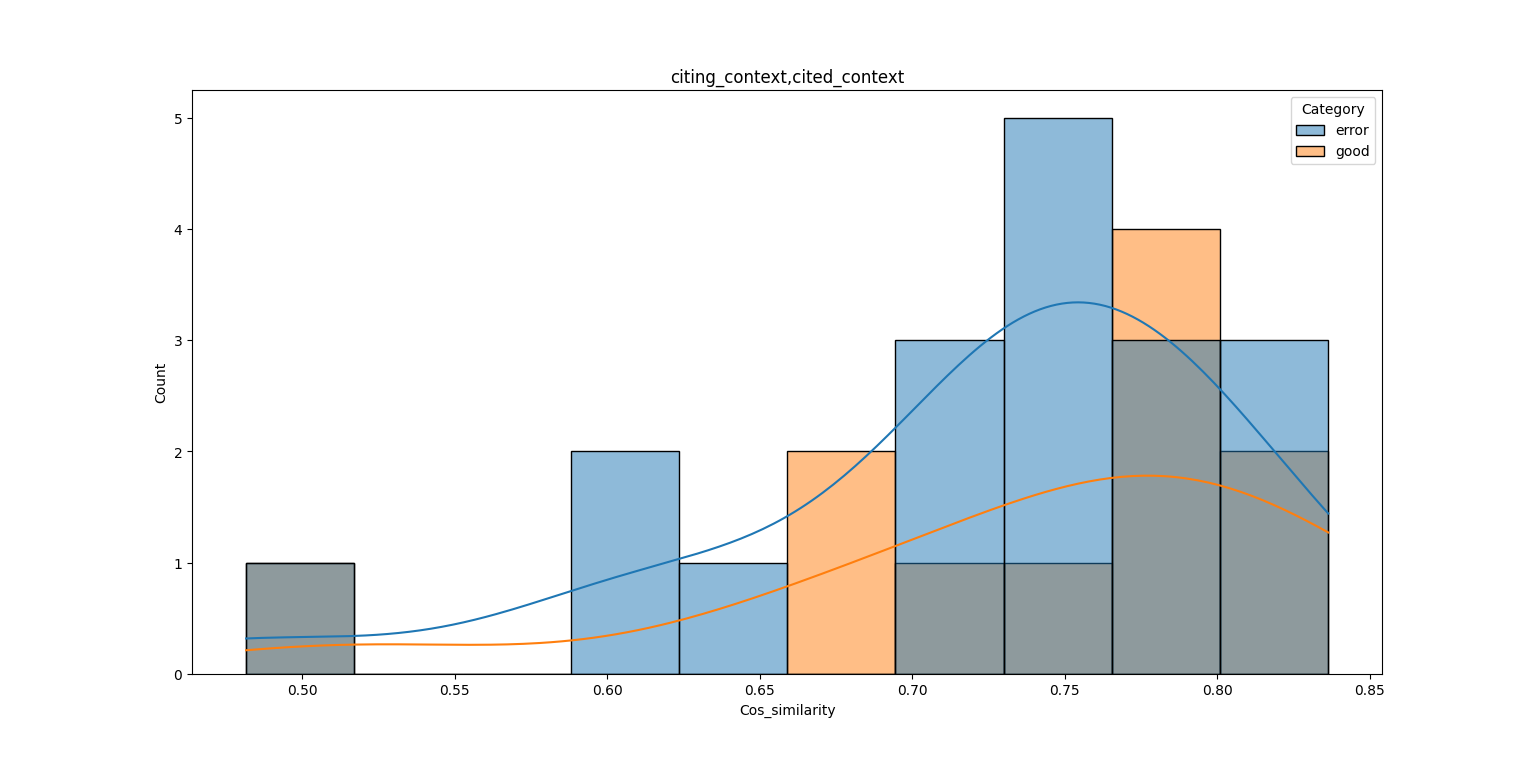 citing_context,cited_context
Category
error
good
5
4
3
2
1
0
Count
0.50 0.55 0.60 0.65 0.70 0.75 0.80 0.85
Cos_similarity